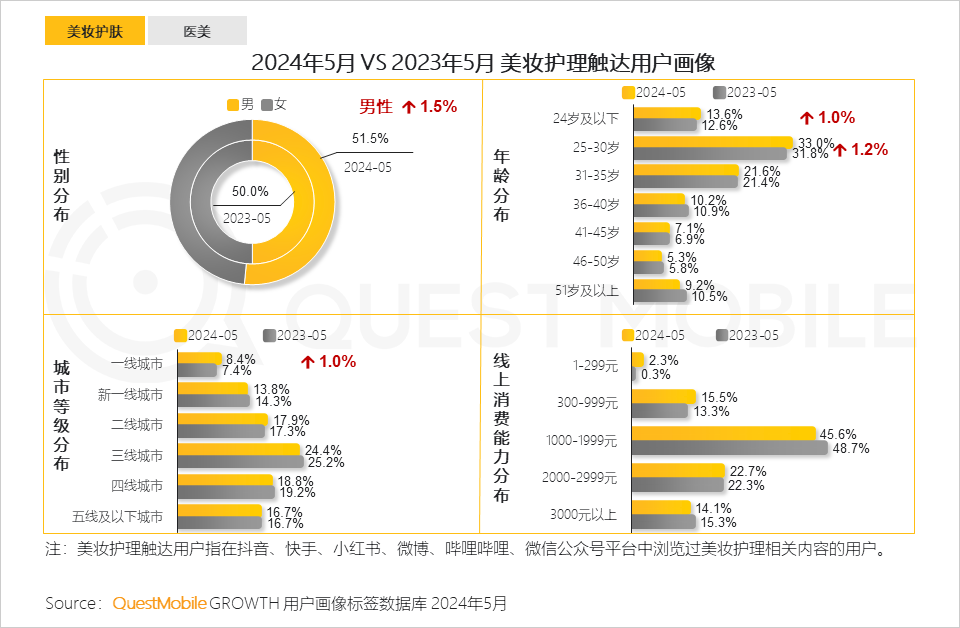 美妆护肤
医美
2024年5月 VS 2023年5月 美妆护理触达用户画像
性别分布
男 女
男性 ↑ 1.5%
51.5%
2024-05
50.0%
2023-05
年龄分布
2024-05 2023-05
24岁及以下 13.6% 12.6% ↑ 1.0%
25-30岁 33.0% 31.8% ↑ 1.2%
31-35岁 21.6% 21.4%
36-40岁 10.2% 10.9%
41-45岁 7.1% 6.9%
46-50岁 5.3% 5.8%
51岁及以上 9.2% 10.5%
QUEST MOBILE
城市等级分布
2024-05 2023-05
一线城市 8.4% 7.4% ↑ 1.0%
新一线城市 13.8% 14.3%
二线城市 17.9% 17.3%
三线城市 24.4% 25.2%
四线城市 18.8% 19.2%
五线及以下城市 16.7% 16.7%
线上消费能力分布
2024-05 2023-05
1-299元 2.3% 0.3%
300-999元 15.5% 13.3%
1000-1999元 45.6% 48.7%
2000-2999元 22.7% 22.3%
3000元以上 14.1% 15.3%
注：美妆护理触达用户指在抖音、快手、小红书、微博、哔哩哔哩、微信公众号平台中浏览过美妆护理相关内容的用户。
Source：QuestMobile GROWTH 用户画像标签数据库 2024年5月